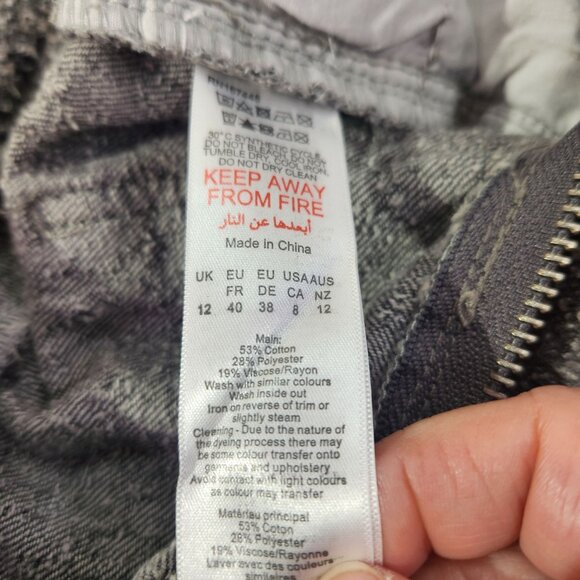 30°C SYNTHETIC CYCLE,
DO NOT BLEACH, DO NOT
TUMBLE DRY, COOL IRON,
DO NOT DRY CLEAN
KEEP AWAY
FROM FIRE
أبعدها عن النار
Made in China
UK EU EU USA AUS
FR DE CA NZ
12 40 38 8 12
Main:
53% Cotton
28% Polyester
19% Viscose/Rayon
Wash with similar colours
Wash inside out
Iron on reverse of trim or
slightly steam
Cleaning - Due to the nature of
the dyeing process there may
be some colour transfer onto
garments and upholstery
Avoid contact with light colours
as colour may transfer
Matériau principal
53% Coton
28% Polyester
19% Viscose/Rayonne
Laver avec couleurs
similaires